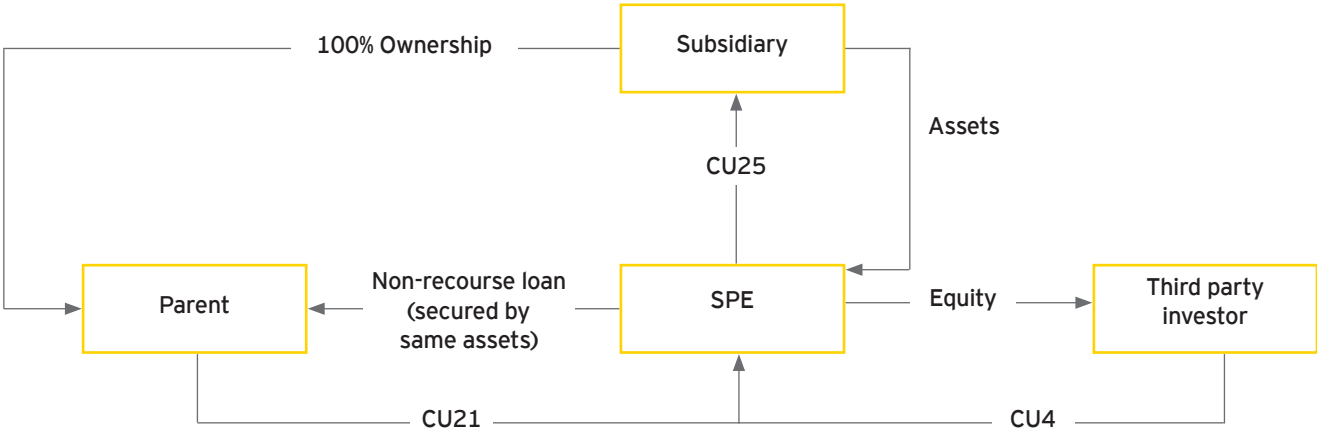 100% Ownership
Subsidiary
Assets
CU25
Parent
Non-recourse loan
(secured by
same assets)
SPE
Equity
Third party
investor
CU21
CU4